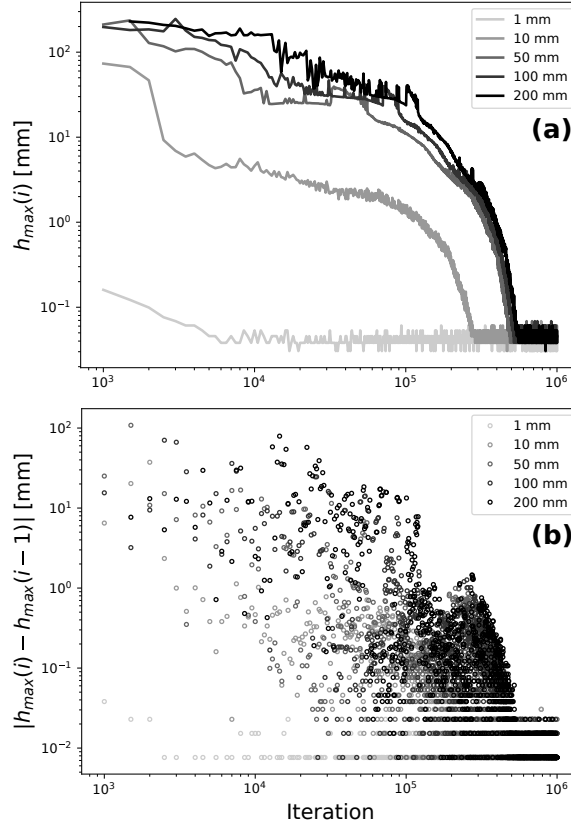 10²
10¹
10⁰
10⁻¹
h_max(i) [mm]
1 mm
10 mm
50 mm
100 mm
200 mm
(a)
10³ 10⁴ 10⁵ 10⁶
10²
10¹
10⁰
10⁻¹
10⁻²
|h_max(i) − h_max(i − 1)| [mm]
1 mm
10 mm
50 mm
100 mm
200 mm
(b)
10³ 10⁴ 10⁵ 10⁶
Iteration